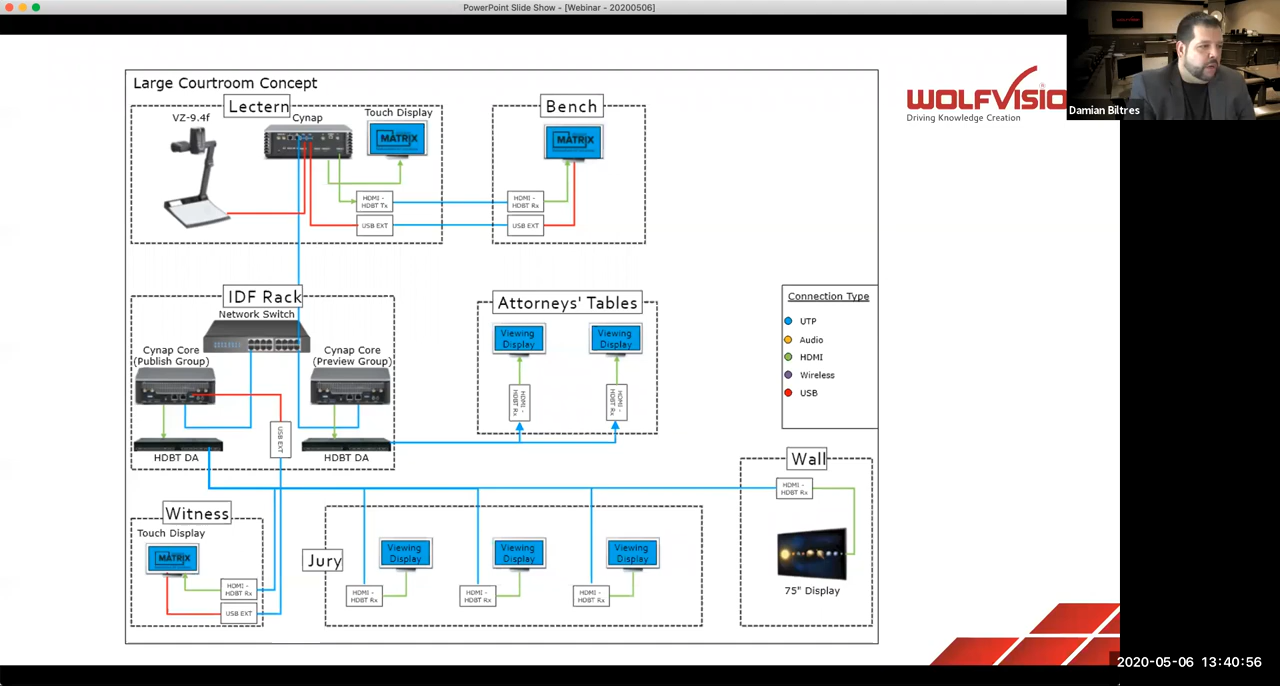 PowerPoint Slide Show - [Webinar - 20200506]
Large Courtroom Concept
Lectern
VZ-9.4f
Cynap
Touch Display
MATRIX
HDMI -
HDBT Tx
USB EXT
Bench
MATRIX
HDMI -
HDBT Rx
USB EXT
WOLFVISIO
Driving Knowledge Creation
Damian Biltres
IDF Rack
Network Switch
Cynap Core
(Publish Group)
Cynap Core
(Preview Group)
USB EXT
HDBT DA
HDBT DA
Attorneys' Tables
Viewing
Display
Viewing
Display
HDMI -
HDBT Rx
HDMI -
HDBT Rx
Connection Type
UTP
Audio
HDMI
Wireless
USB
Wall
HDMI -
HDBT Rx
75" Display
Witness
Touch Display
MATRIX
HDMI -
HDBT Rx
USB EXT
Jury
Viewing
Display
Viewing
Display
Viewing
Display
HDMI -
HDBT Rx
HDMI -
HDBT Rx
HDMI -
HDBT Rx
2020-05-06 13:40:56